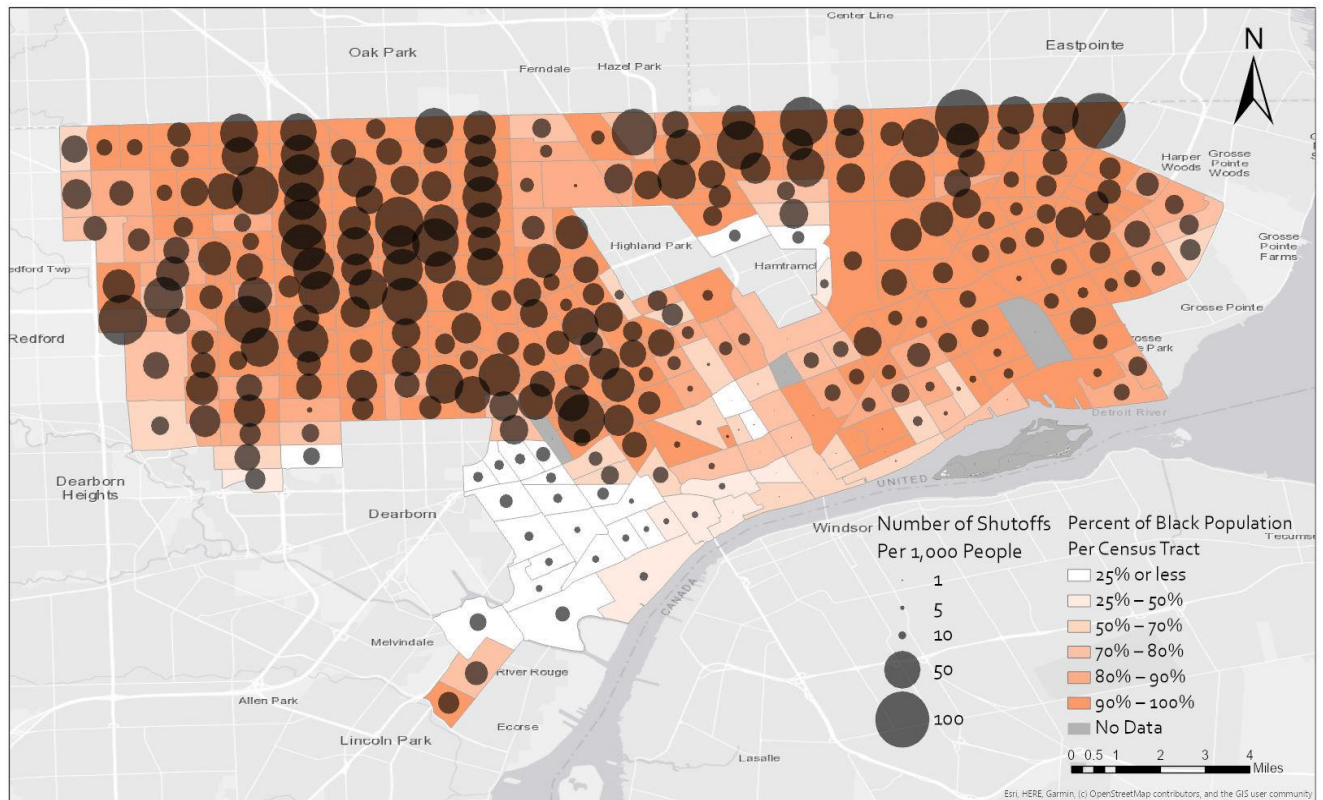 Center Line
Oak Park
Eastpointe
N
Ferndale
Hazel Park
Harper
Woods
Grosse
Pointe
Woods
Highland Park
Grosse
Pointe
Farms
edford Twp
Hamtramc
Grosse Pointe
Redford
rosse
e Park
Detroit River
Dearborn
Heights
UNITED
Dearborn
Windsor
Number of Shutoffs
Per 1,000 People
1
5
10
50
100
Percent of Black Population
Per Census Tract
25% or less
25% – 50%
50% – 70%
70% – 80%
80% – 90%
90% – 100%
No Data
Tecumse
CANADA
Melvindale
River Rouge
Allen Park
Ecorse
Lincoln Park
Lasalle
0 0.5 1 2 3 4
Miles
Esri, HERE, Garmin, (c) OpenStreetMap contributors, and the GIS user community